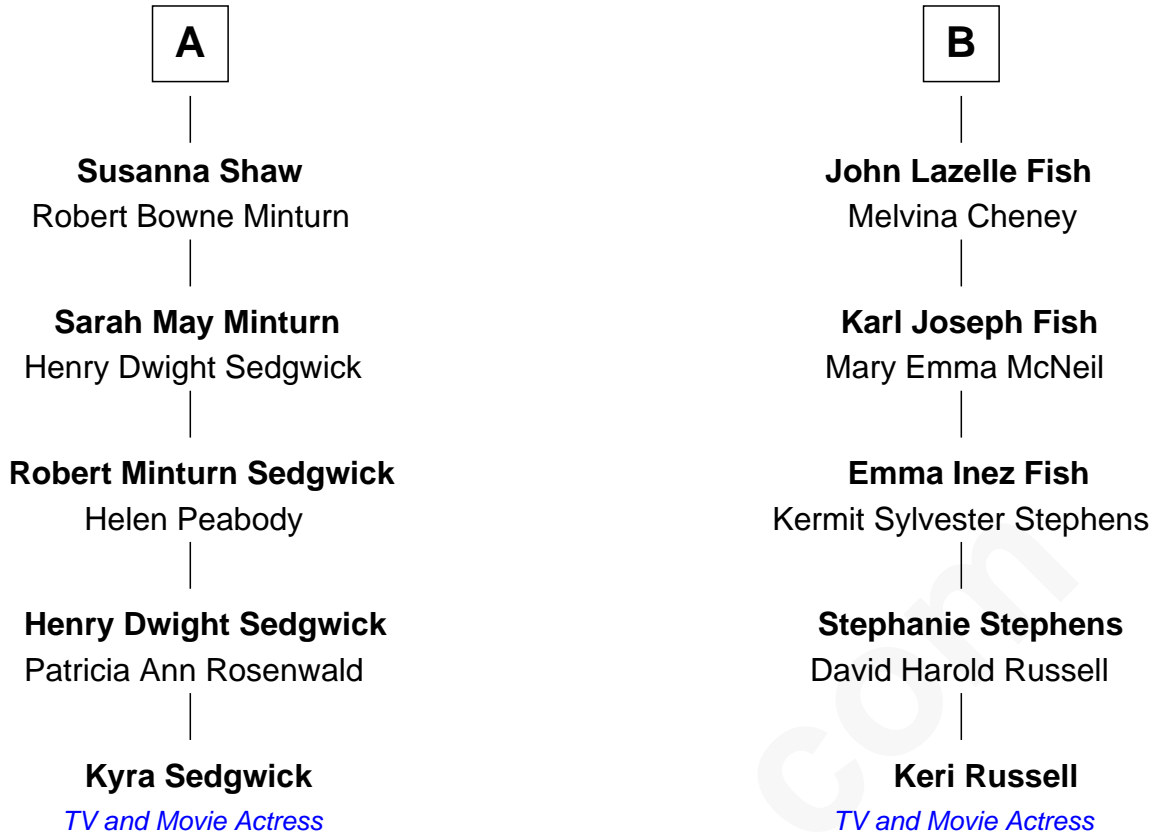 A
Susanna Shaw
Robert Bowne Minturn
Sarah May Minturn
Henry Dwight Sedgwick
Robert Minturn Sedgwick
Helen Peabody
Henry Dwight Sedgwick
Patricia Ann Rosenwald
Kyra Sedgwick
TV and Movie Actress
B
John Lazelle Fish
Melvina Cheney
Karl Joseph Fish
Mary Emma McNeil
Emma Inez Fish
Kermit Sylvester Stephens
Stephanie Stephens
David Harold Russell
Keri Russell
TV and Movie Actress
com